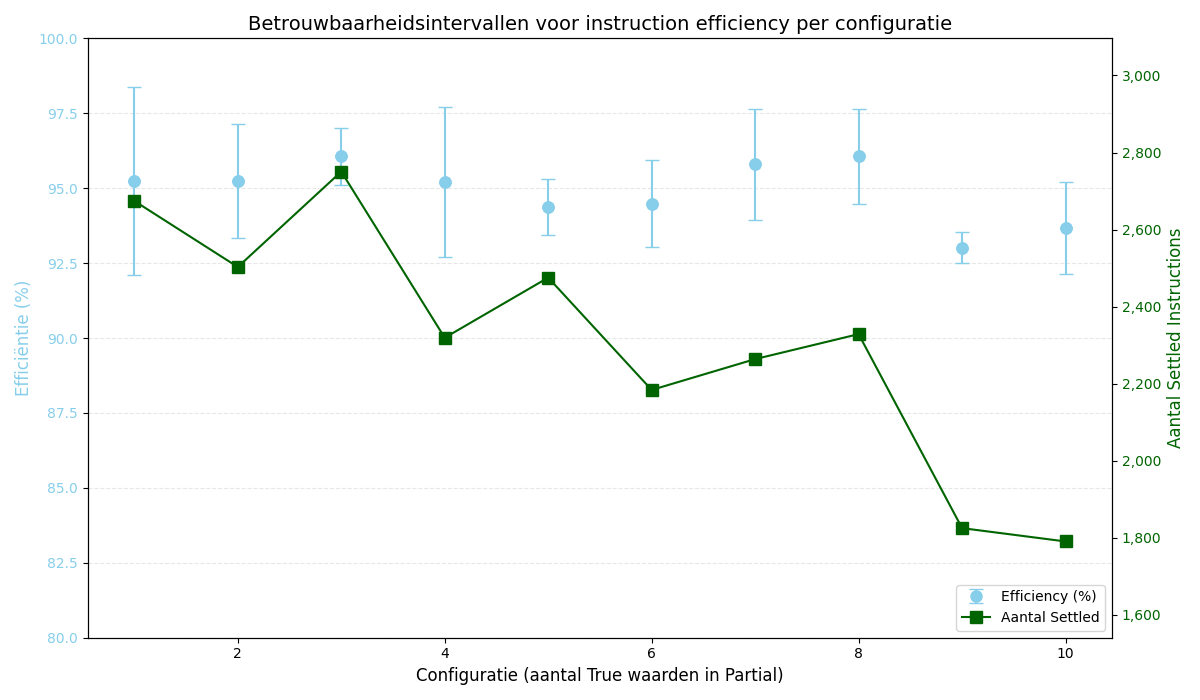 Betrouwbaarheidsintervallen voor instruction efficiency per configuratie
100.0
97.5
95.0
92.5
90.0
87.5
85.0
82.5
80.0
Efficiëntie (%)
3,000
2,800
2,600
2,400
2,200
2,000
1,800
1,600
Aantal Settled Instructions
Efficiency (%)
Aantal Settled
2 4 6 8 10
Configuratie (aantal True waarden in Partial)